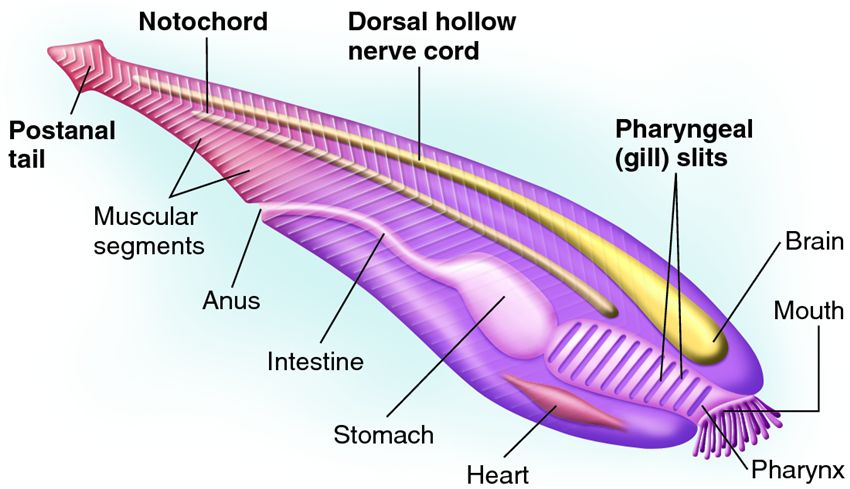 Notochord
Dorsal hollow
nerve cord
Postanal
tail
Pharyngeal
(gill) slits
Muscular
segments
Brain
Anus
Mouth
Intestine
Stomach
Heart
Pharynx